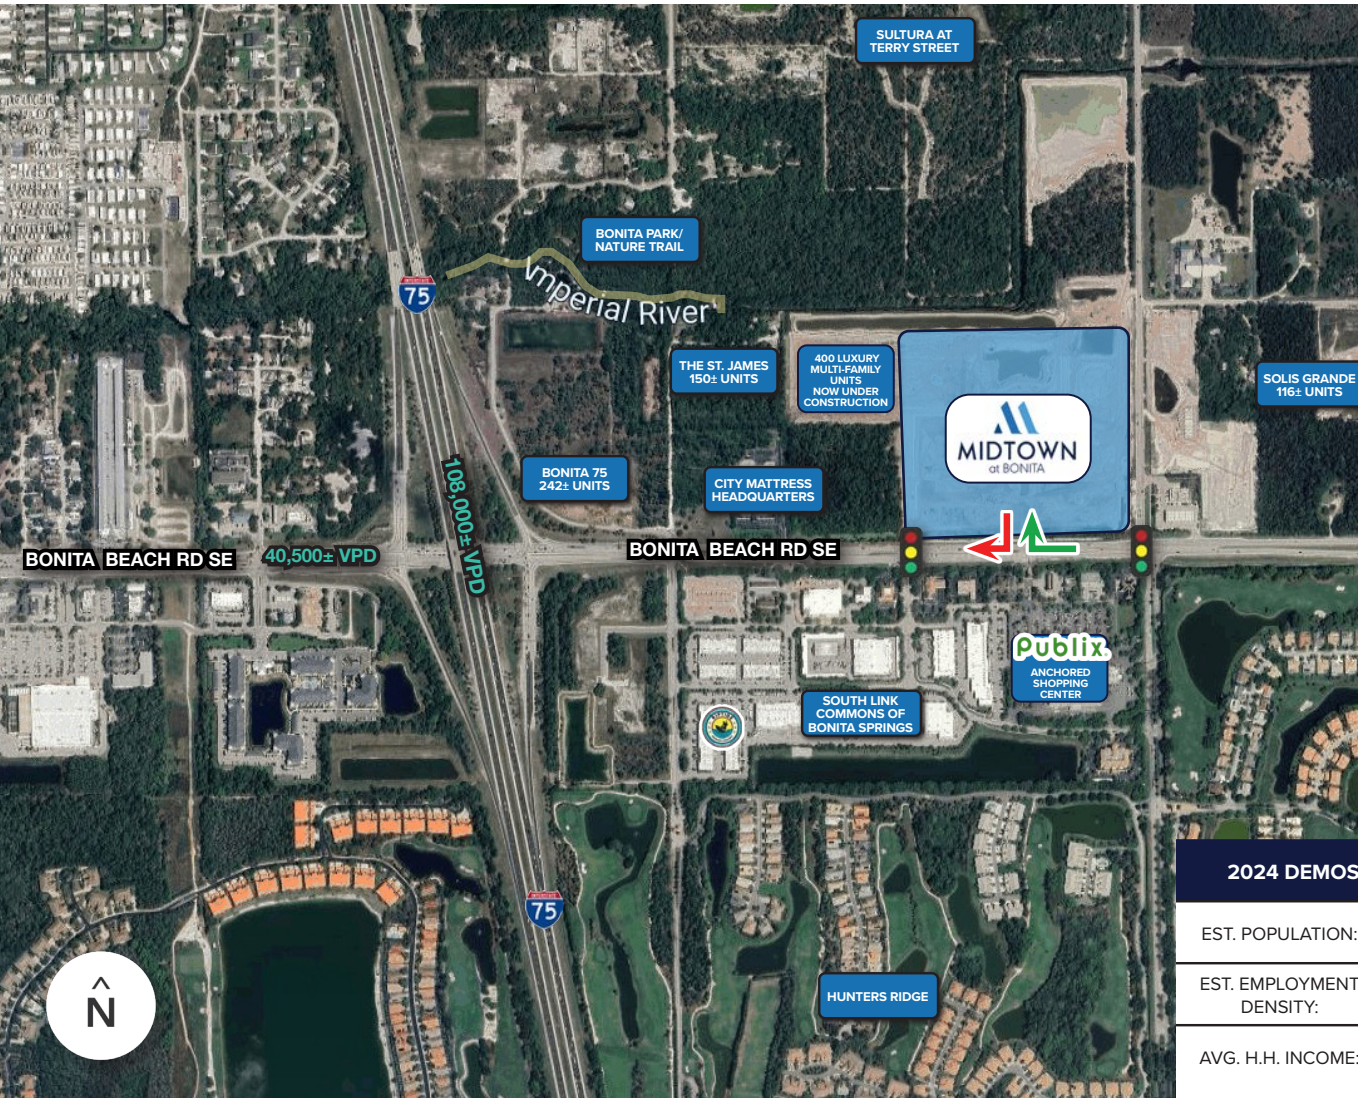 SULTURA AT
TERRY STREET
BONITA PARK/
NATURE TRAIL
Imperial River
INTERSTATE
75
THE ST. JAMES
150± UNITS
400 LUXURY
MULTI-FAMILY
UNITS
NOW UNDER
CONSTRUCTION
SOLIS GRANDE
116± UNITS
MIDTOWN
at BONITA
BONITA 75
242± UNITS
CITY MATTRESS
HEADQUARTERS
108,000± VPD
BONITA BEACH RD SE
40,500± VPD
BONITA BEACH RD SE
Publix
ANCHORED
SHOPPING
CENTER
SOUTH LINK
COMMONS OF
BONITA SPRINGS
INTERSTATE
75
HUNTERS RIDGE
N
2024 DEMOS
EST. POPULATION:
EST. EMPLOYMENT
DENSITY:
AVG. H.H. INCOME: